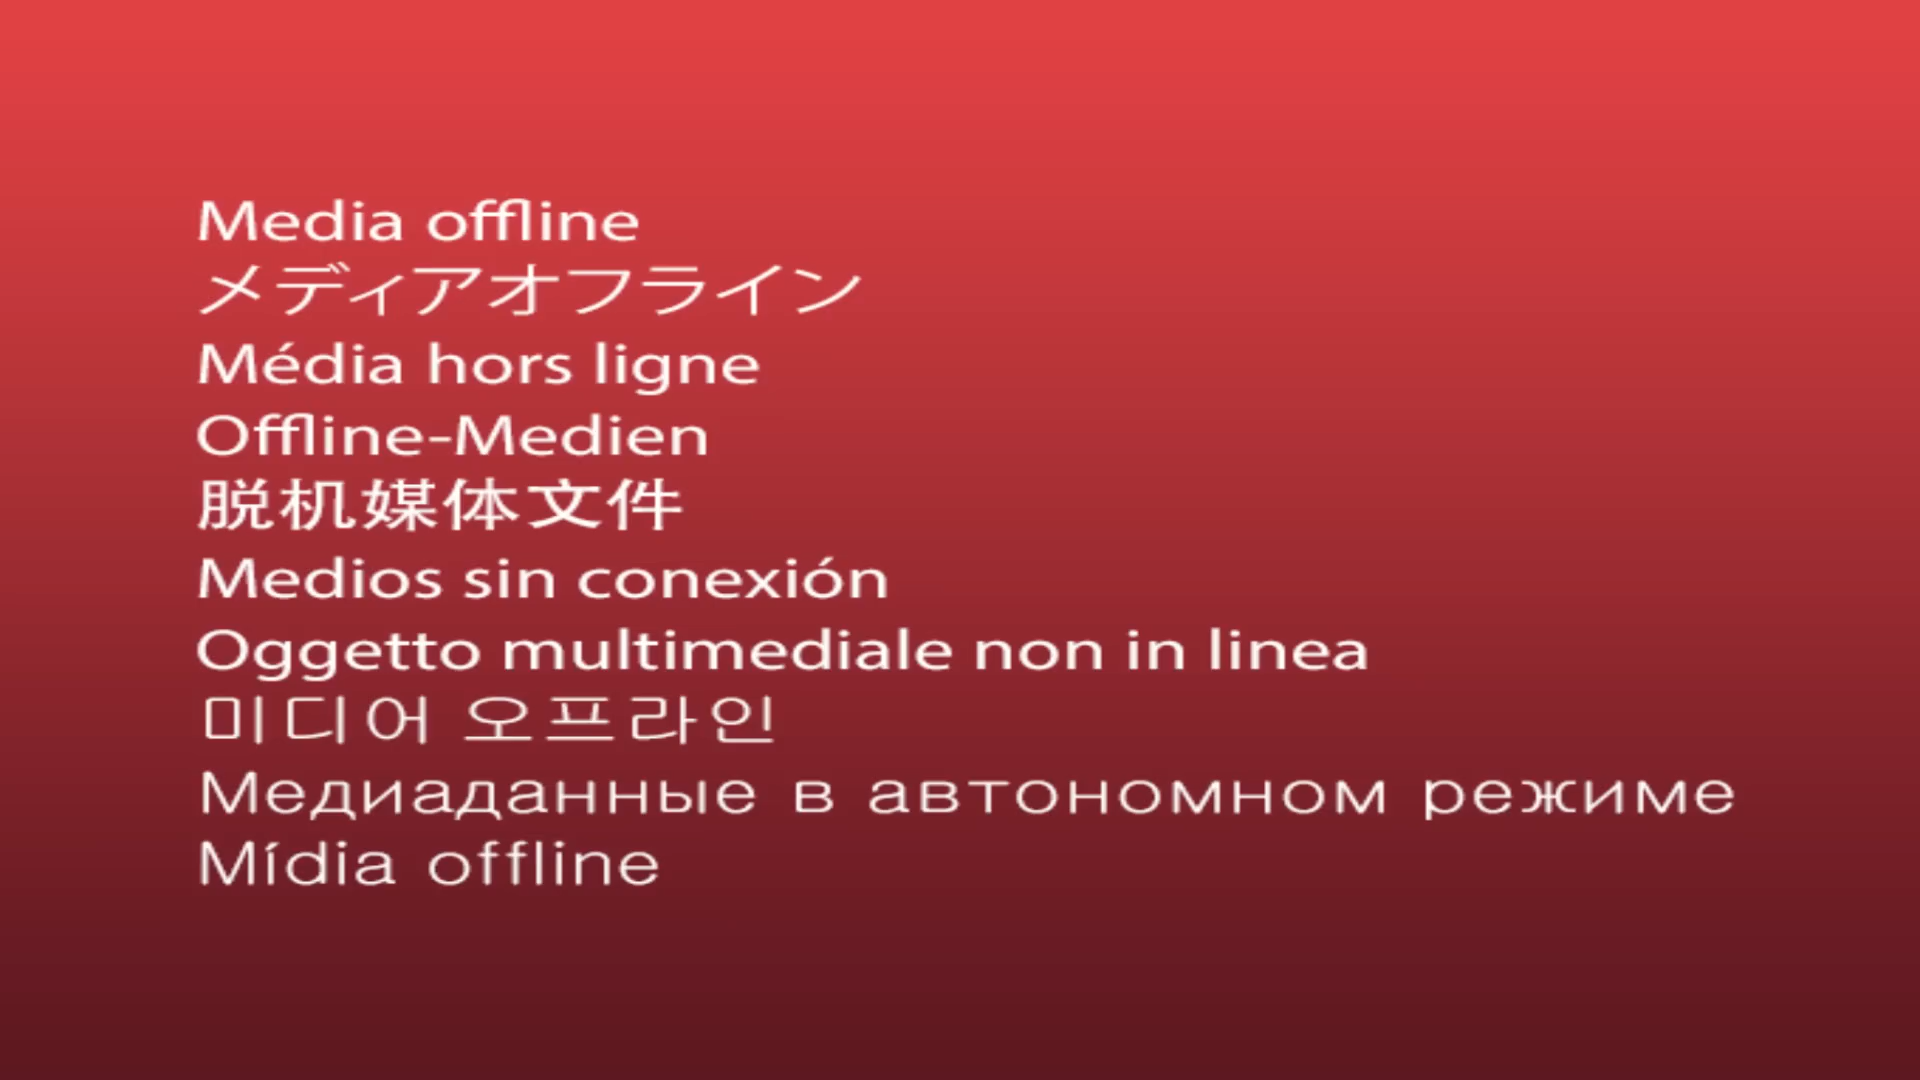 Media offline
メディアオフライン
Média hors ligne
Offline-Medien
脱机媒体文件
Medios sin conexión
Oggetto multimediale non in linea
미디어 오프라인
Медиаданные в автономном режиме
Mídia offline